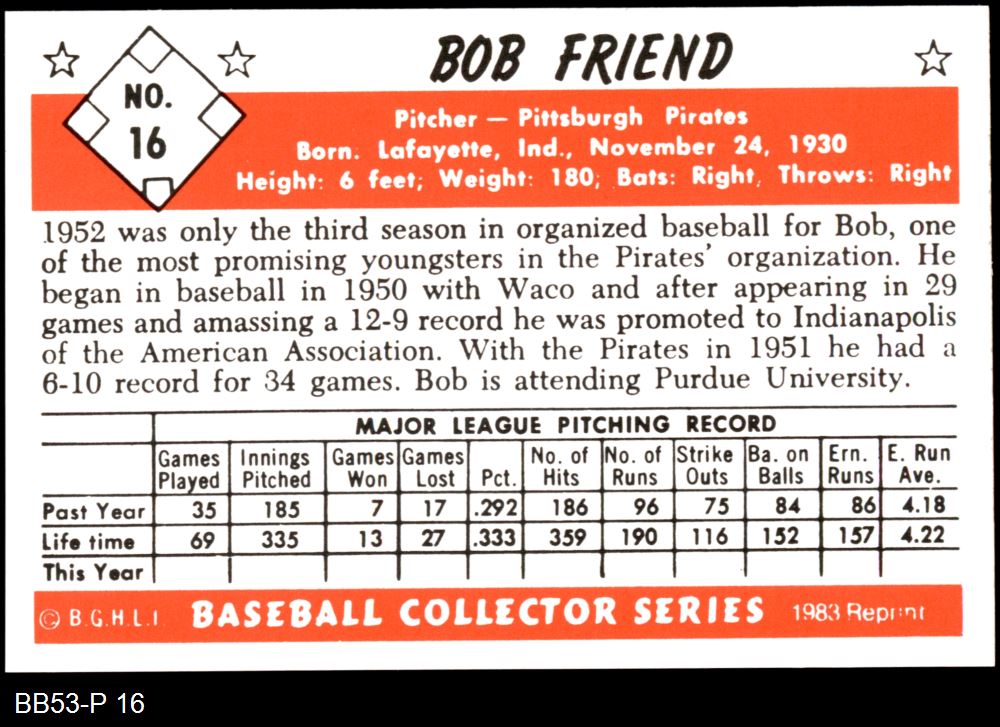 BOB FRIEND
NO.
16
Pitcher — Pittsburgh Pirates
Born. Lafayette, Ind., November 24, 1930
Height: 6 feet; Weight: 180; Bats: Right, Throws: Right
1952 was only the third season in organized baseball for Bob, one
of the most promising youngsters in the Pirates' organization. He
began in baseball in 1950 with Waco and after appearing in 29
games and amassing a 12-9 record he was promoted to Indianapolis
of the American Association. With the Pirates in 1951 he had a
6-10 record for 34 games. Bob is attending Purdue University.
MAJOR LEAGUE PITCHING RECORD
Games Played Innings Pitched Games Won Games Lost Pct. No. of Hits No. of Runs Strike Outs Ba. on Balls Ern. Runs E. Run Ave.
Past Year 35 185 7 17 .292 186 96 75 84 86 4.18
Life time 69 335 13 27 .333 359 190 116 152 157 4.22
This Year
© B.G.H.L.I BASEBALL COLLECTOR SERIES 1983 Reprint
BB53-P 16